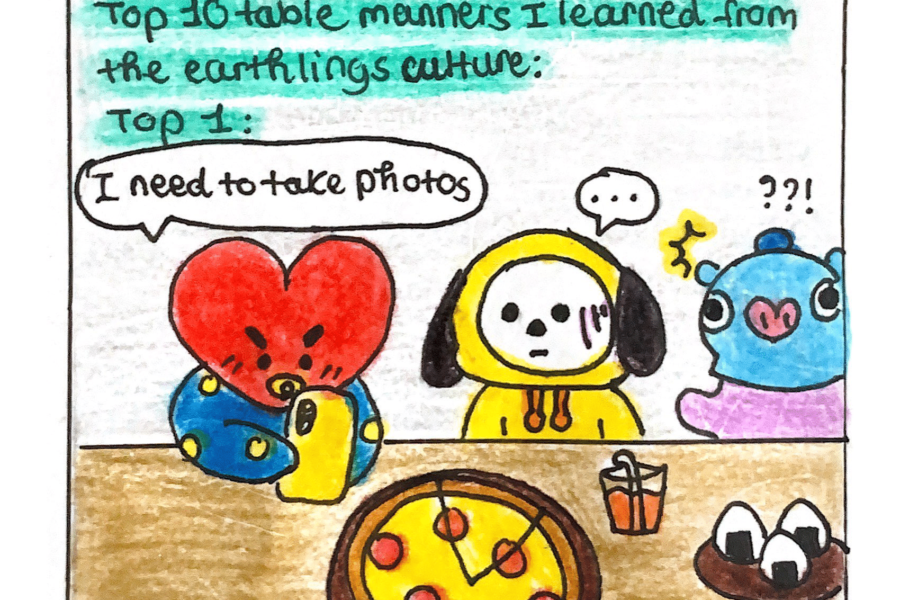 Top 10 table manners I learned from
the earthlings culture:
Top 1:
I need to take photos
...
??!